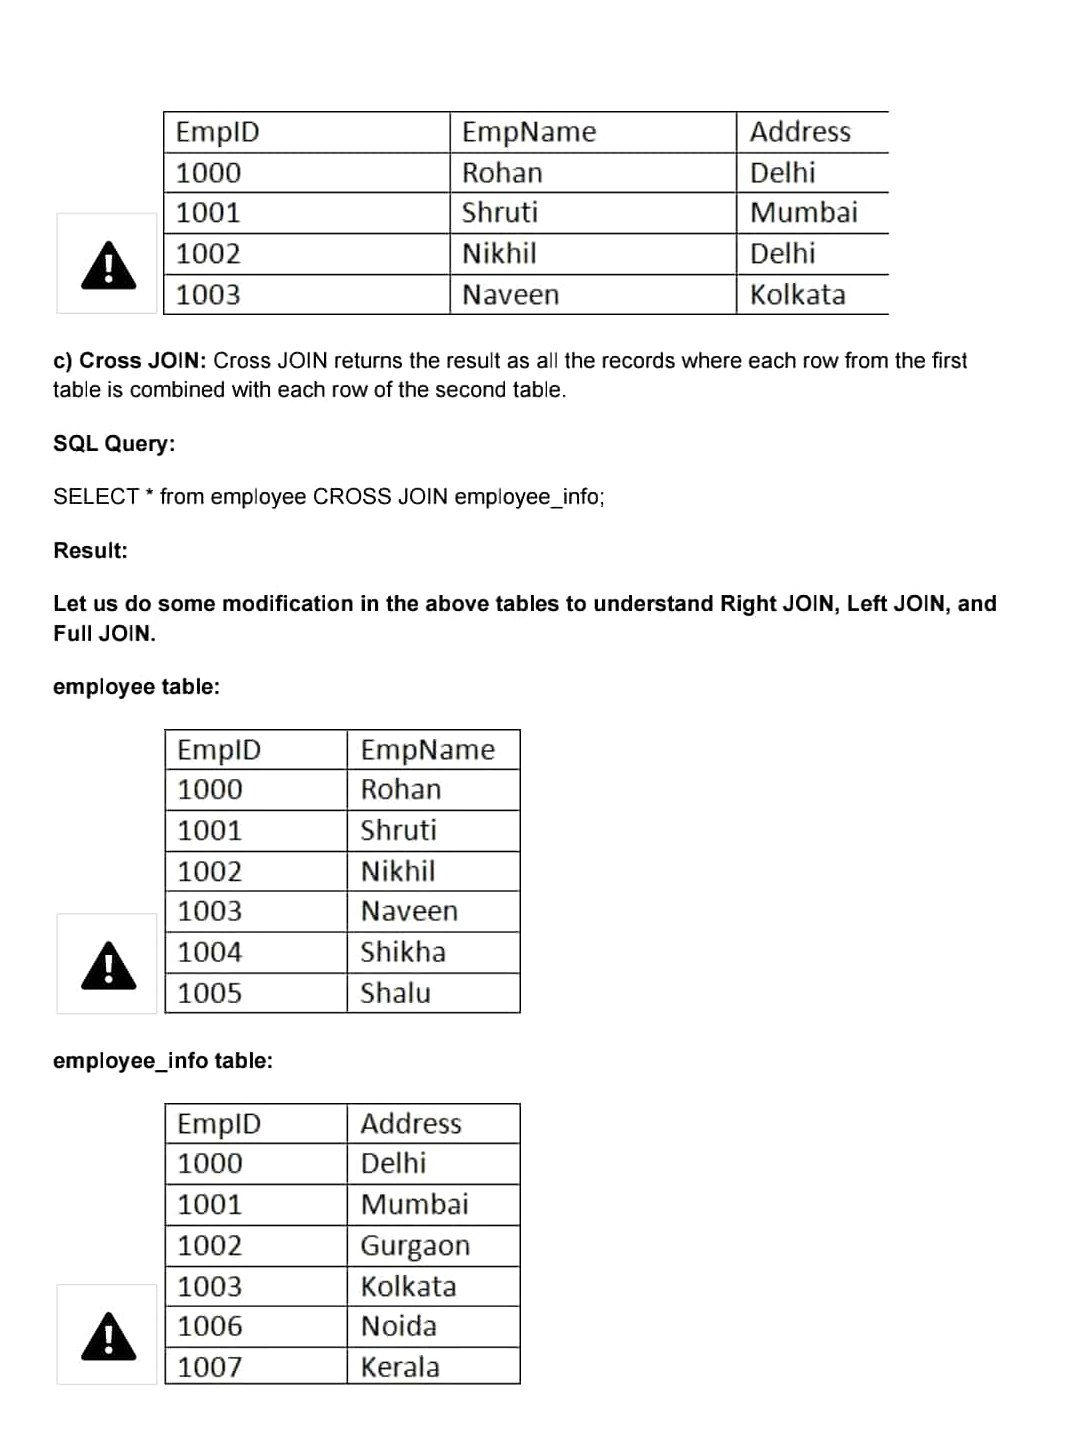 EmpID EmpName Address
1000 Rohan Delhi
1001 Shruti Mumbai
1002 Nikhil Delhi
1003 Naveen Kolkata
c) Cross JOIN: Cross JOIN returns the result as all the records where each row from the first
table is combined with each row of the second table.
SQL Query:
SELECT * from employee CROSS JOIN employee_info;
Result:
Let us do some modification in the above tables to understand Right JOIN, Left JOIN, and
Full JOIN.
employee table:
EmpID EmpName
1000 Rohan
1001 Shruti
1002 Nikhil
1003 Naveen
1004 Shikha
1005 Shalu
employee_info table:
EmpID Address
1000 Delhi
1001 Mumbai
1002 Gurgaon
1003 Kolkata
1006 Noida
1007 Kerala